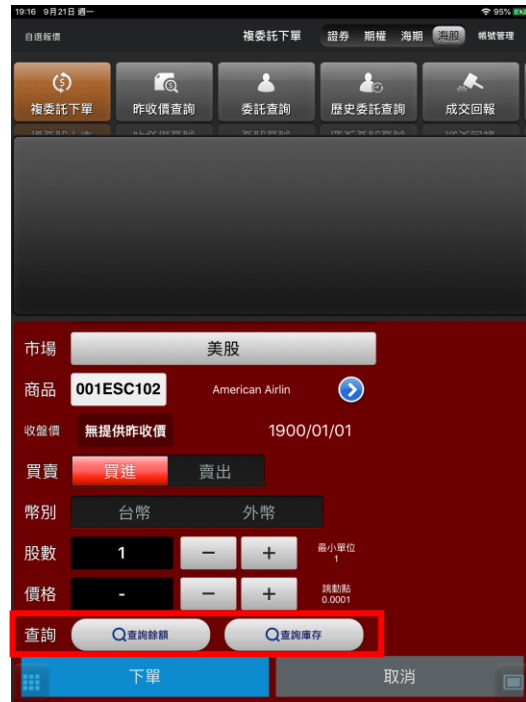 19:16 9月21日 週一 95%
自選報價 複委託下單 證券 期權 海期 海股 帳號管理
複委託下單 昨收價查詢 委託查詢 歷史委託查詢 成交回報
市場 美股
商品 001ESC102 American Airlin
收盤價 無提供昨收價 1900/01/01
買賣 買進 賣出
幣別 台幣 外幣
股數 1 − + 最小單位
1
價格 - − + 跳動點
0.0001
查詢 查詢餘額 查詢庫存
下單 取消